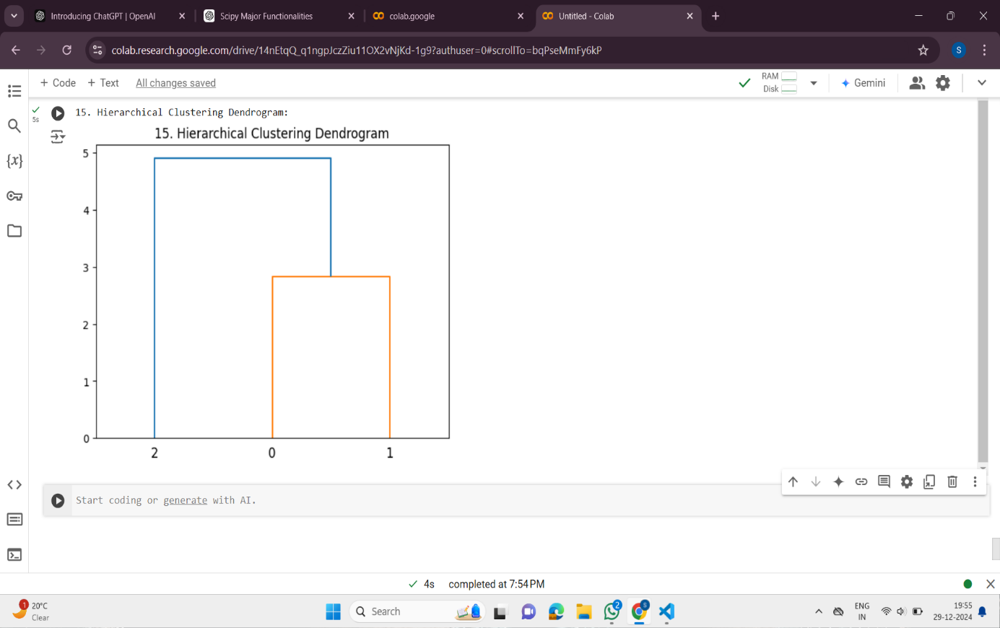 Introducing ChatGPT | OpenAI
Scipy Major Functionalities
colab.google
Untitled - Colab
colab.research.google.com/drive/14nEtqQ_q1ngpJczZiu11OX2vNjKd-1g9?authuser=0#scrollTo=bqPseMmFy6kP
S
+ Code + Text All changes saved
RAM
Disk
Gemini
5s
15. Hierarchical Clustering Dendrogram:
15. Hierarchical Clustering Dendrogram
5
4
3
2
1
0
2 0 1
{x}
Start coding or generate with AI.
4s completed at 7:54 PM
1
20°C
Clear
Search
2
S
ENG
IN
19:55
29-12-2024